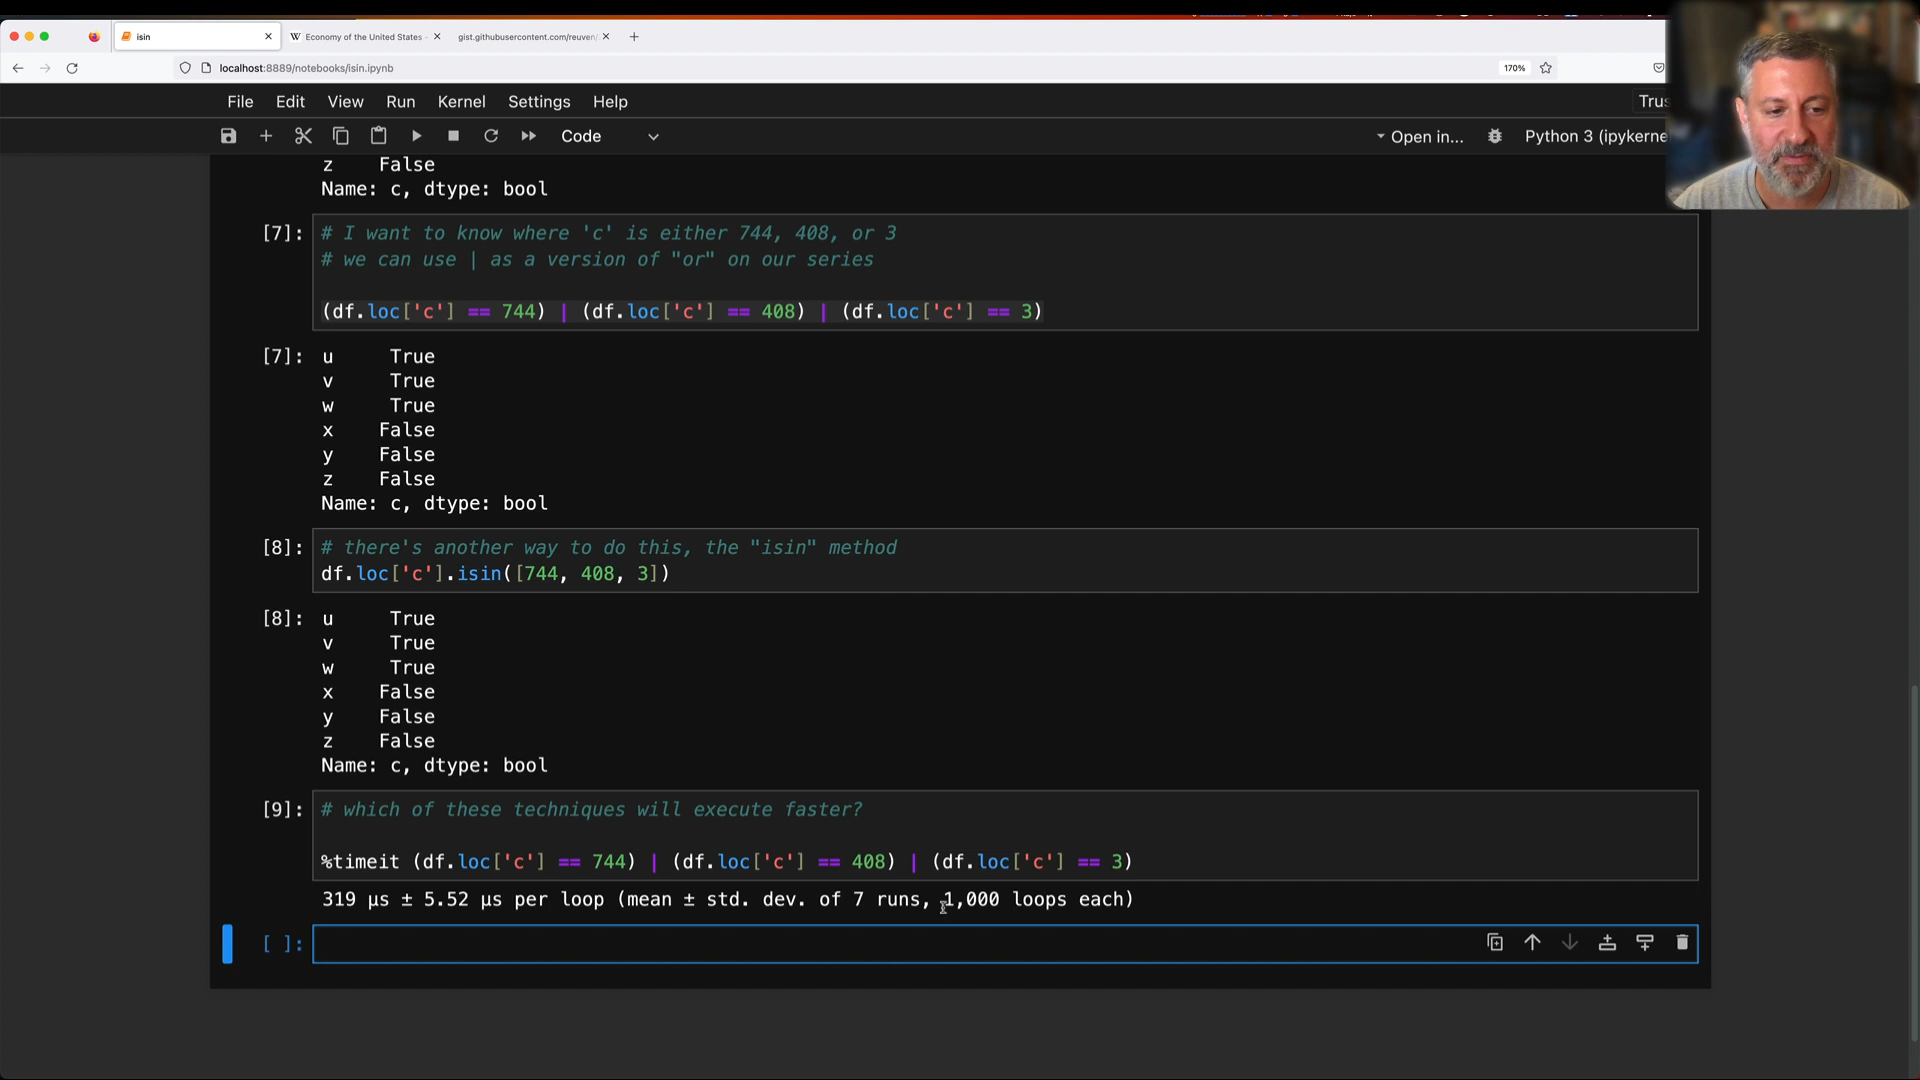 isin
Economy of the United States -
gist.githubusercontent.com/reuven/
localhost:8889/notebooks/isin.ipynb
170%
File Edit View Run Kernel Settings Help
Trus
Code
Open in...
Python 3 (ipykerne
z False
Name: c, dtype: bool
[7]: # I want to know where 'c' is either 744, 408, or 3
# we can use | as a version of "or" on our series
(df.loc['c'] == 744) | (df.loc['c'] == 408) | (df.loc['c'] == 3)
[7]: u True
v True
w True
x False
y False
z False
Name: c, dtype: bool
[8]: # there's another way to do this, the "isin" method
df.loc['c'].isin([744, 408, 3])
[8]: u True
v True
w True
x False
y False
z False
Name: c, dtype: bool
[9]: # which of these techniques will execute faster?
%timeit (df.loc['c'] == 744) | (df.loc['c'] == 408) | (df.loc['c'] == 3)
319 µs ± 5.52 µs per loop (mean ± std. dev. of 7 runs, 1,000 loops each)
[ ]: